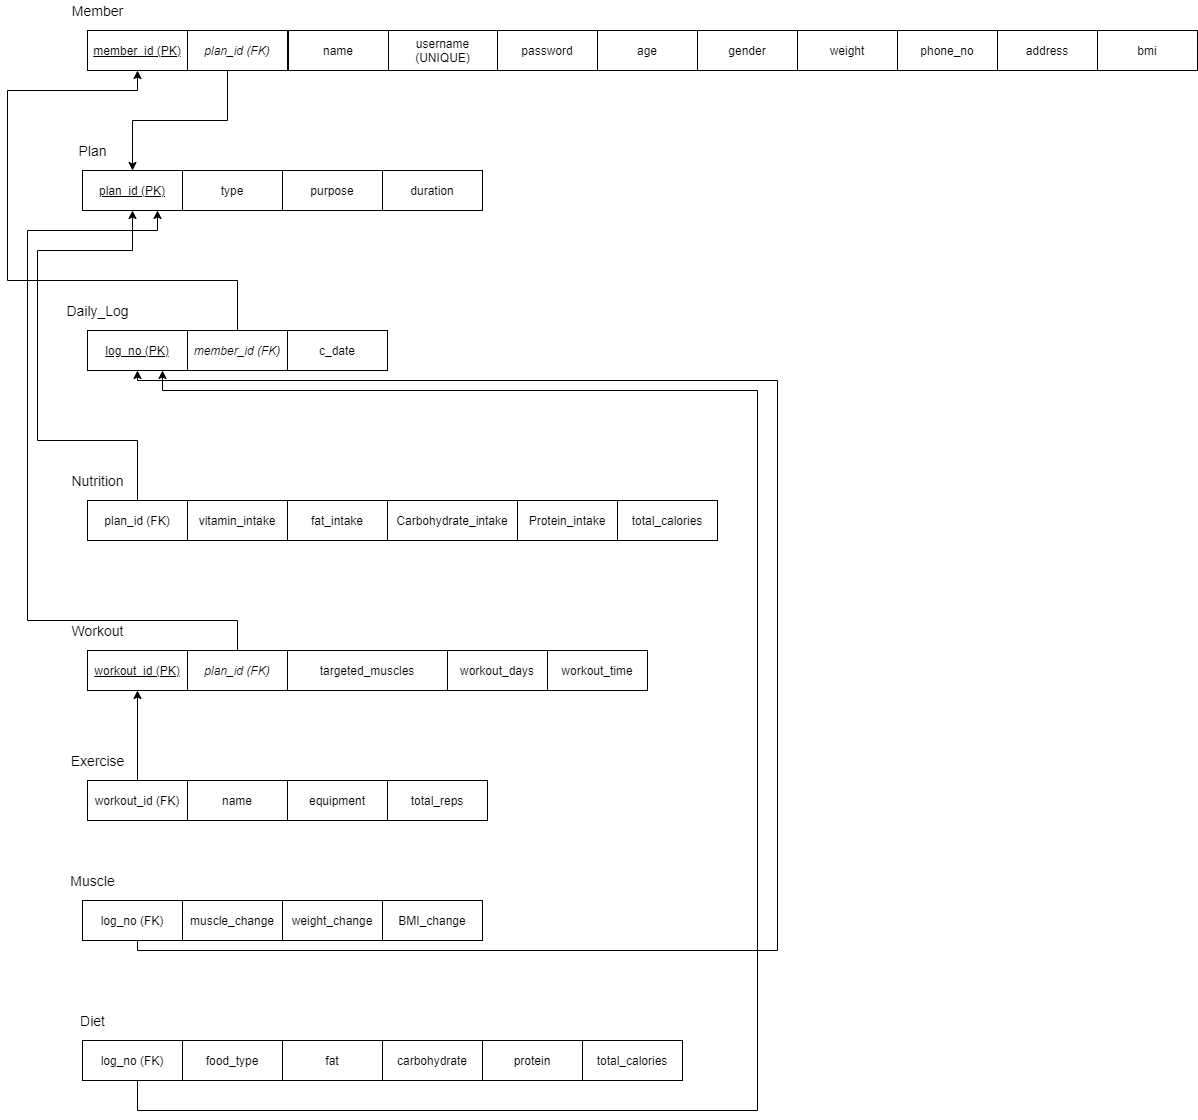 Member
member_id (PK) plan_id (FK) name username (UNIQUE) password age gender weight phone_no address bmi
Plan
plan_id (PK) type purpose duration
Daily_Log
log_no (PK) member_id (FK) c_date
Nutrition
plan_id (FK) vitamin_intake fat_intake Carbohydrate_intake Protein_intake total_calories
Workout
workout_id (PK) plan_id (FK) targeted_muscles workout_days workout_time
Exercise
workout_id (FK) name equipment total_reps
Muscle
log_no (FK) muscle_change weight_change BMI_change
Diet
log_no (FK) food_type fat carbohydrate protein total_calories